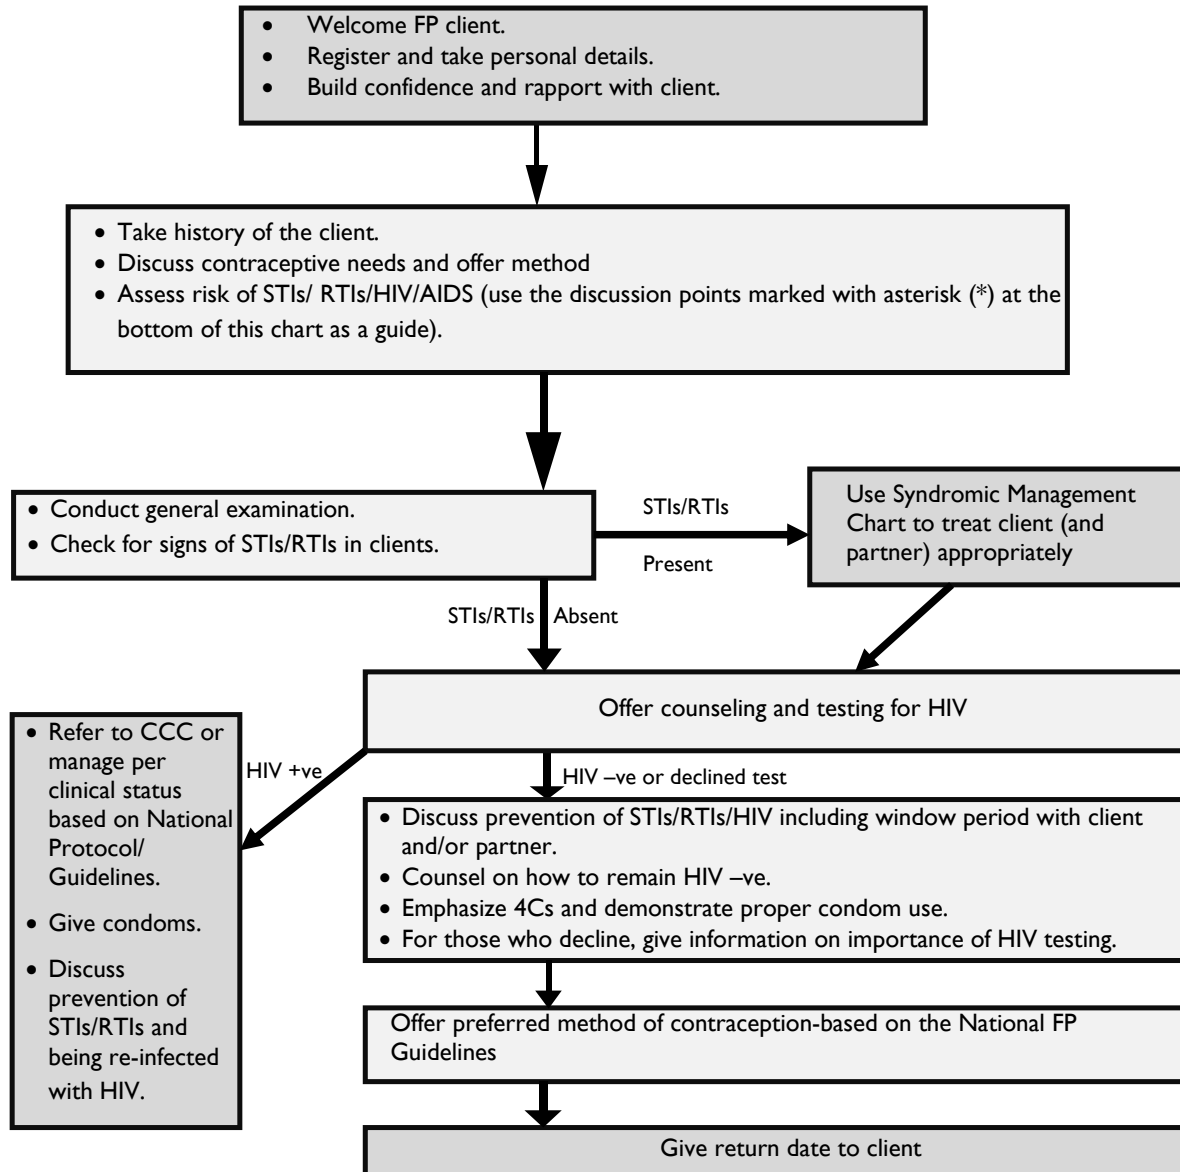 • Welcome FP client.
• Register and take personal details.
• Build confidence and rapport with client.
• Take history of the client.
• Discuss contraceptive needs and offer method
• Assess risk of STIs/ RTIs/HIV/AIDS (use the discussion points marked with asterisk (*) at the
bottom of this chart as a guide).
• Conduct general examination.
• Check for signs of STIs/RTIs in clients.
STIs/RTIs
Present
Use Syndromic Management
Chart to treat client (and
partner) appropriately
STIs/RTIs Absent
Offer counseling and testing for HIV
HIV +ve
• Refer to CCC or
manage per
clinical status
based on National
Protocol/
Guidelines.
• Give condoms.
• Discuss
prevention of
STIs/RTIs and
being re-infected
with HIV.
HIV –ve or declined test
• Discuss prevention of STIs/RTIs/HIV including window period with client
and/or partner.
• Counsel on how to remain HIV –ve.
• Emphasize 4Cs and demonstrate proper condom use.
• For those who decline, give information on importance of HIV testing.
Offer preferred method of contraception-based on the National FP
Guidelines
Give return date to client